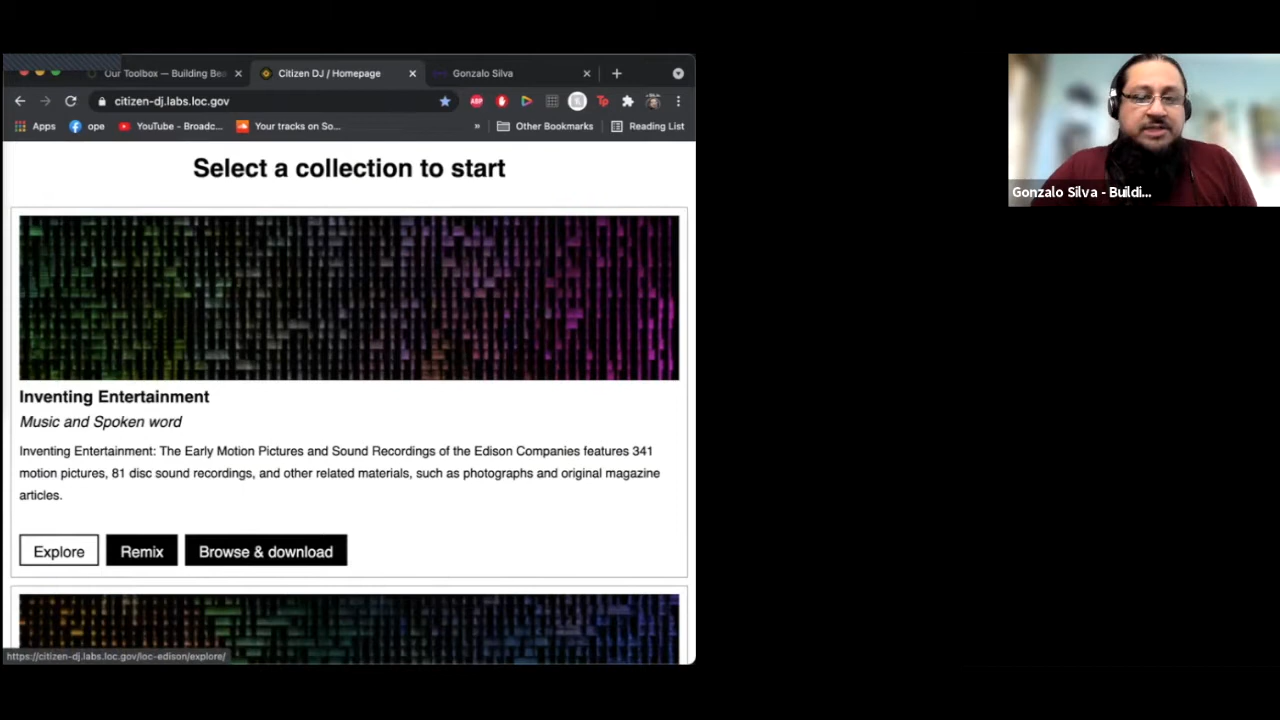 Our Toolbox — Building Bea
Citizen DJ / Homepage
Gonzalo Silva
citizen-dj.labs.loc.gov
ABP
Tp
Apps
ope
YouTube - Broadc...
Your tracks on So...
»
Other Bookmarks
Reading List
Select a collection to start
Inventing Entertainment
Music and Spoken word
Inventing Entertainment: The Early Motion Pictures and Sound Recordings of the Edison Companies features 341
motion pictures, 81 disc sound recordings, and other related materials, such as photographs and original magazine
articles.
Explore
Remix
Browse & download
https://citizen-dj.labs.loc.gov/loc-edison/explore/
Gonzalo Silva - Buildi...